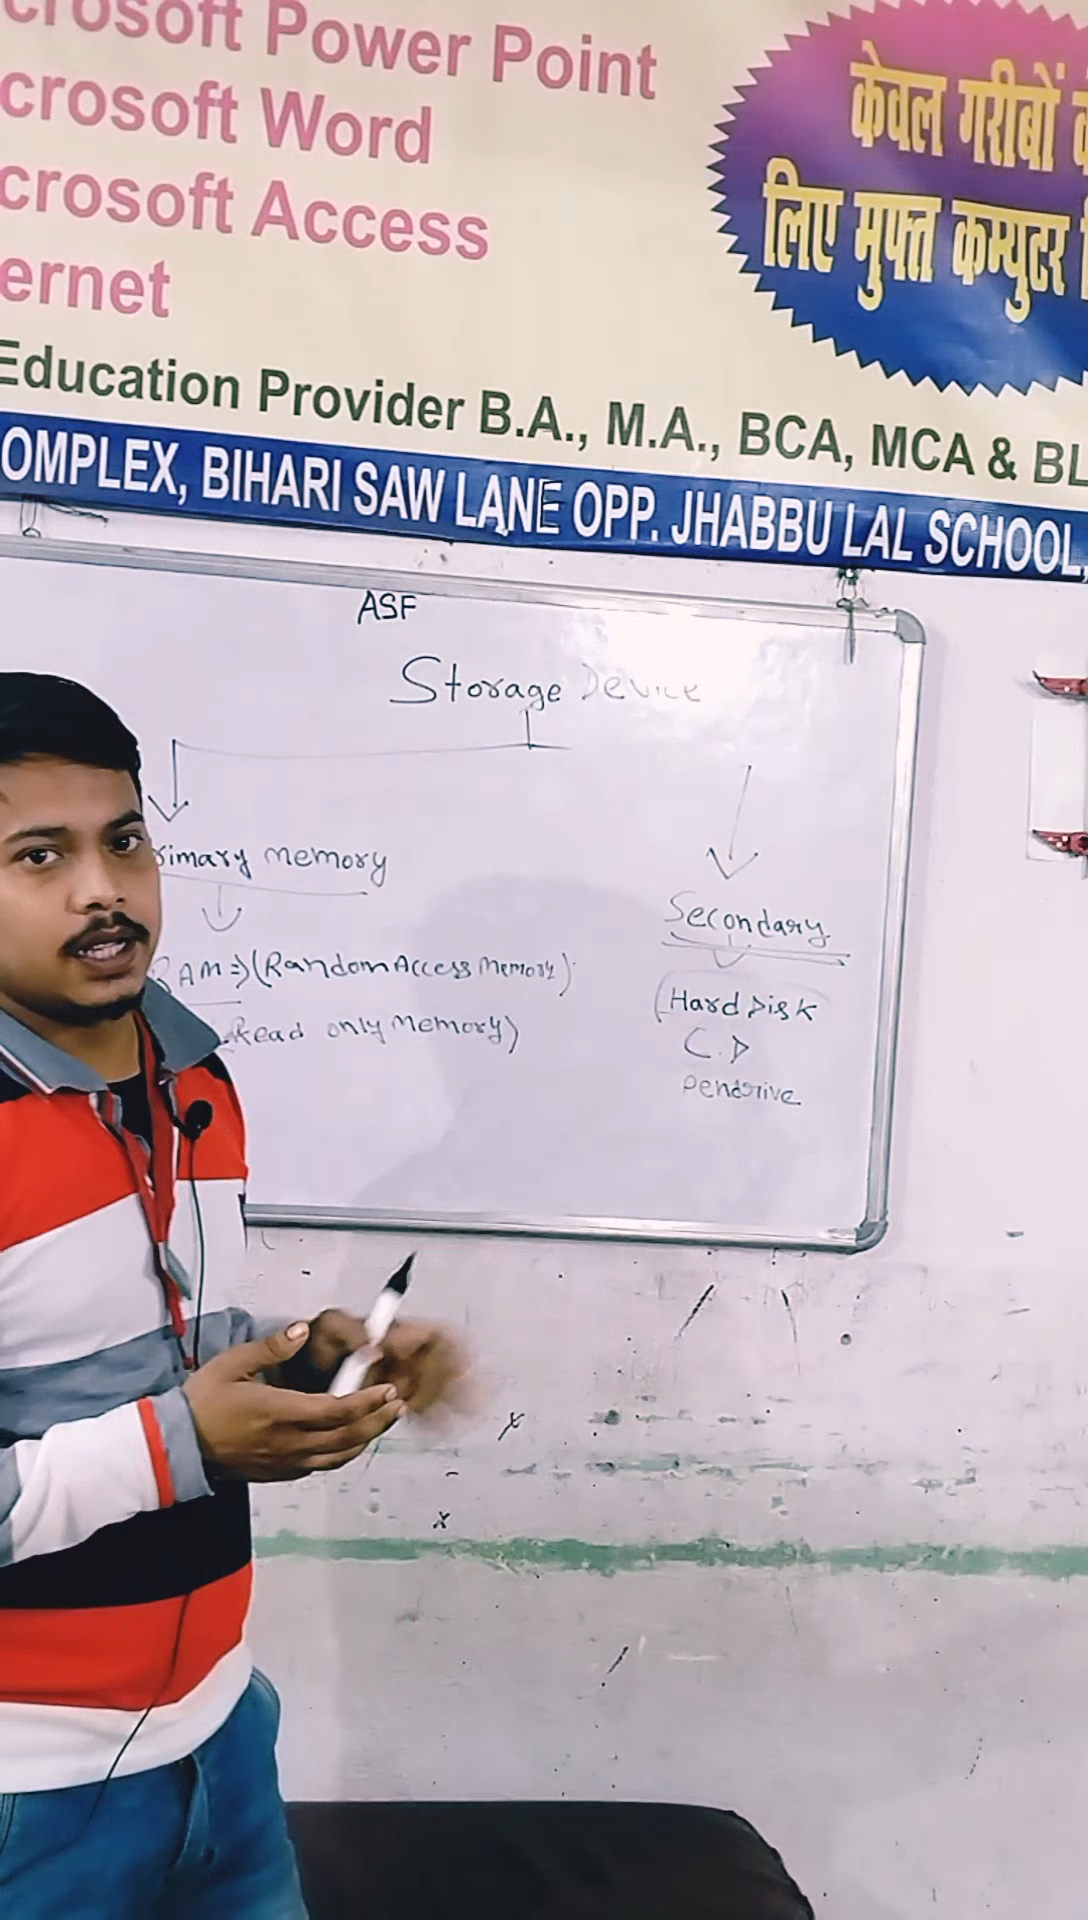 crosoft Power Point
crosoft Word
crosoft Access
ernet
केवल गरीबों
लिए मुफ्त कम्युटर
Education Provider B.A., M.A., BCA, MCA & BL
OMPLEX, BIHARI SAW LANE OPP. JHABBU LAL SCHOOL,
ASF
Storage Device
rimary memory
RAM => (Random Access Memory)
(Read only Memory)
Secondary
(Hard Disk
C.D
Pendrive